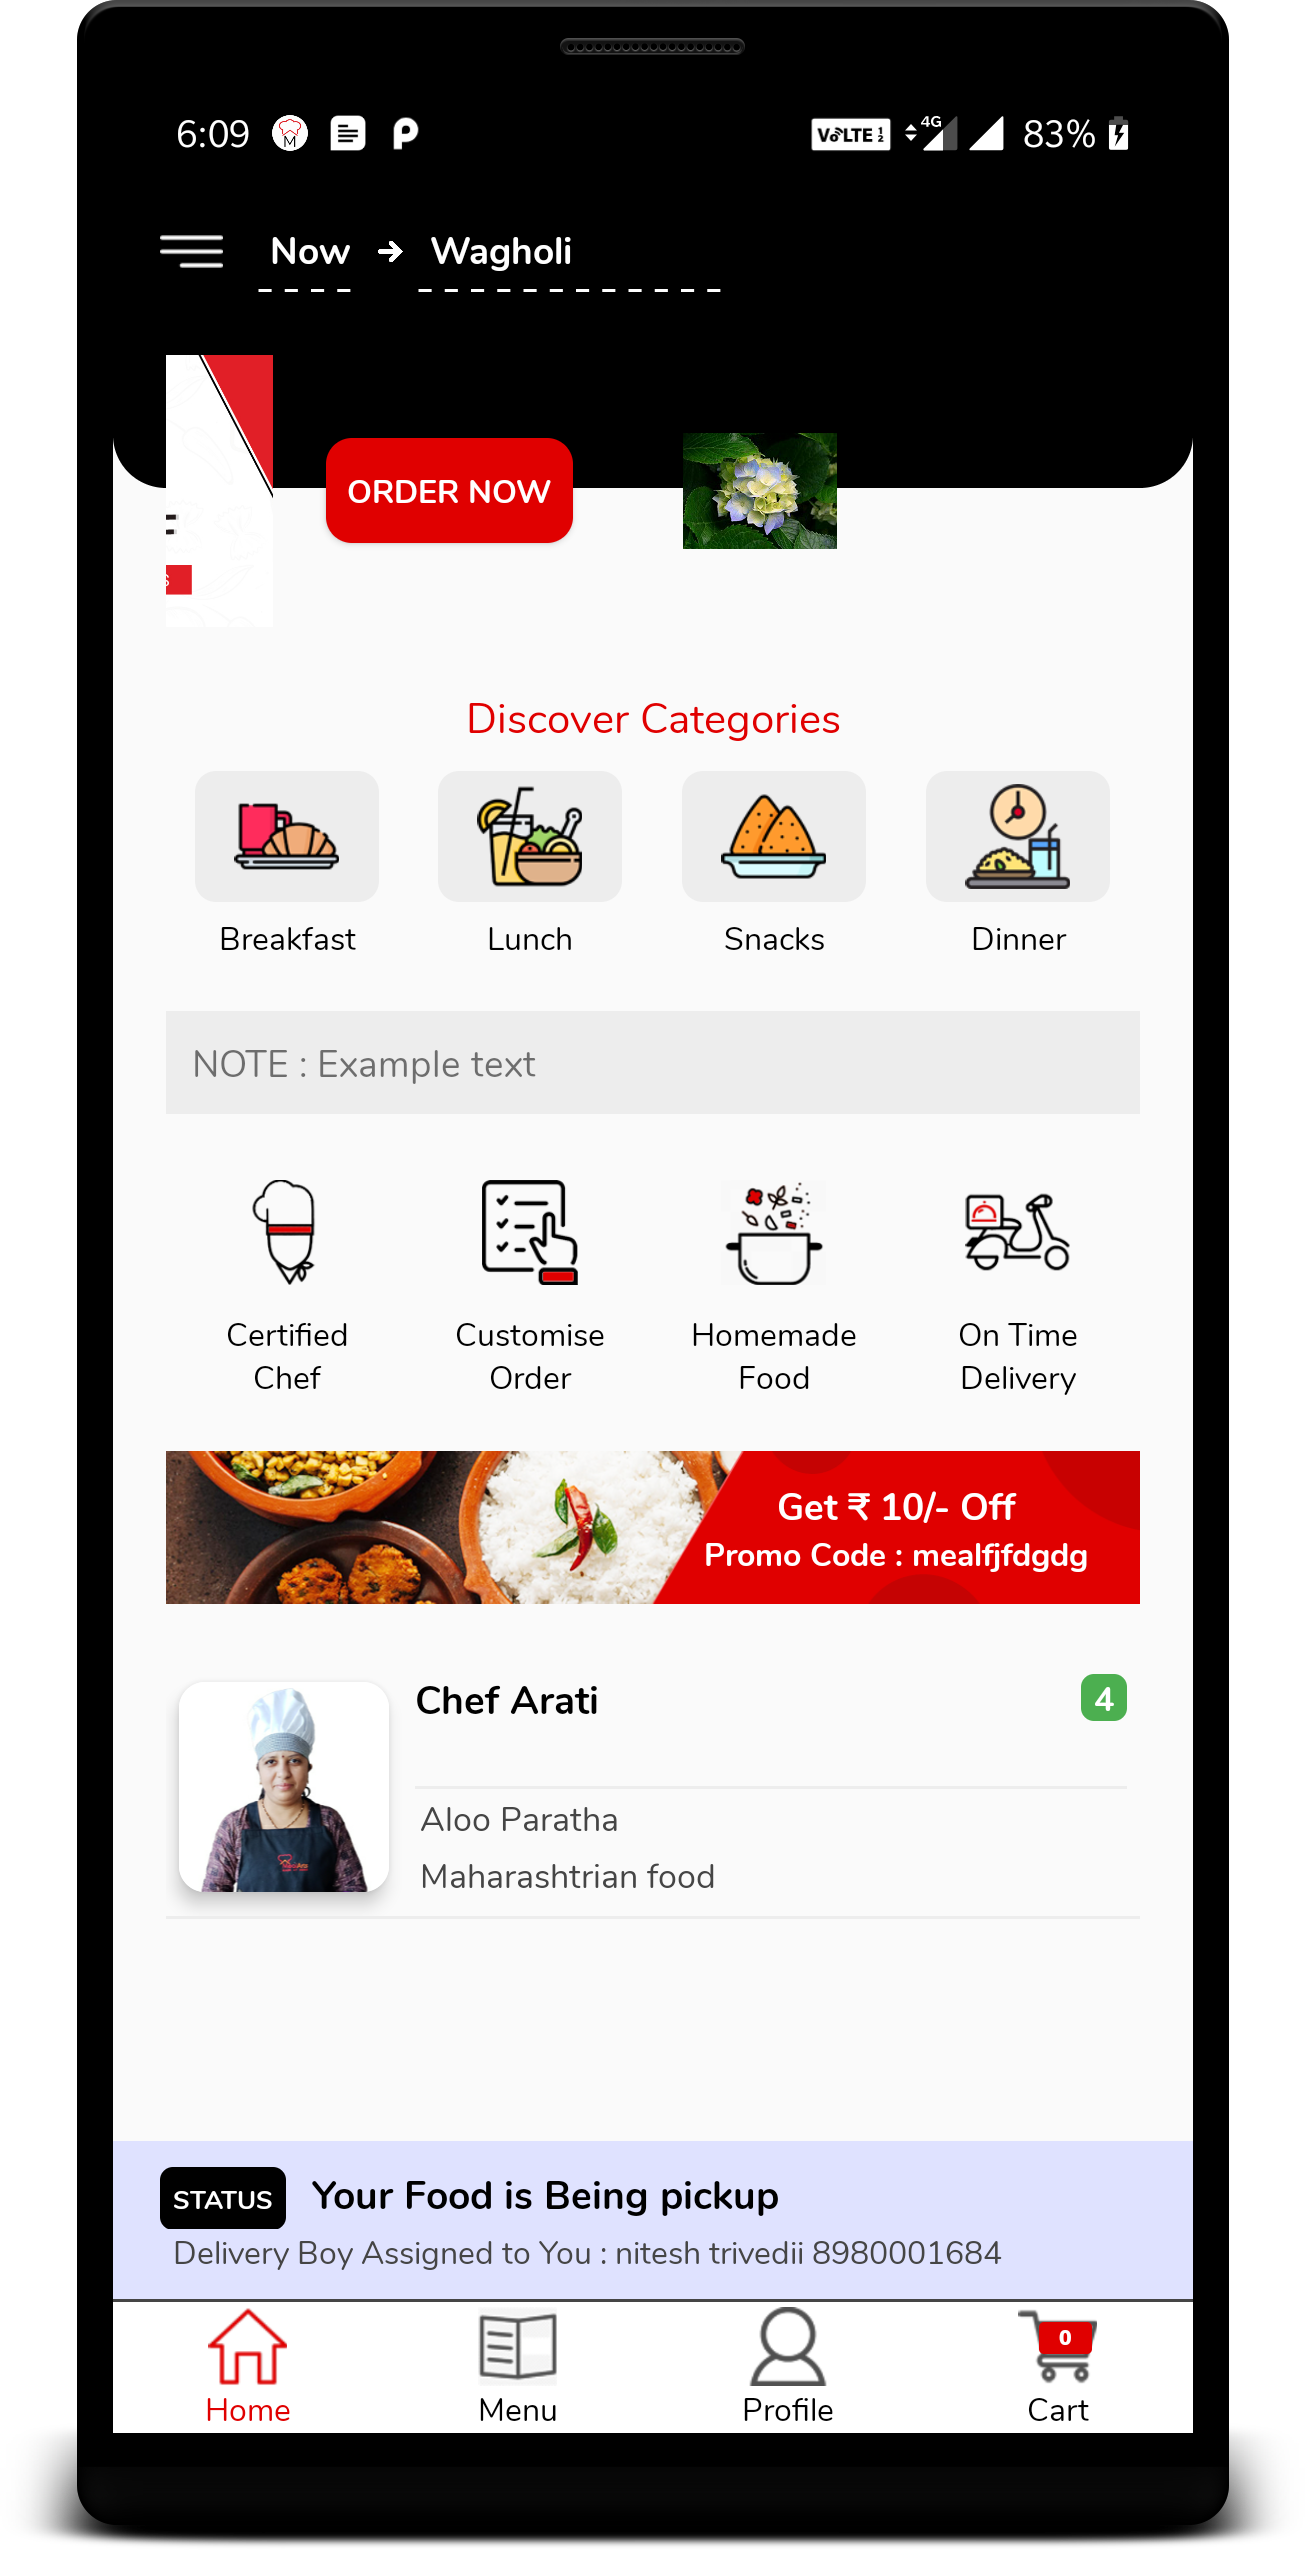 6:09 M VoLTE 1 2 4G 83%
Now → Wagholi
ORDER NOW
Discover Categories
Breakfast Lunch Snacks Dinner
NOTE : Example text
Certified Chef
Customise Order
Homemade Food
On Time Delivery
Get ₹ 10/- Off
Promo Code : mealfjfdgdg
Chef Arati 4
Aloo Paratha
Maharashtrian food
STATUS Your Food is Being pickup
Delivery Boy Assigned to You : nitesh trivedii 8980001684
0
Home Menu Profile Cart